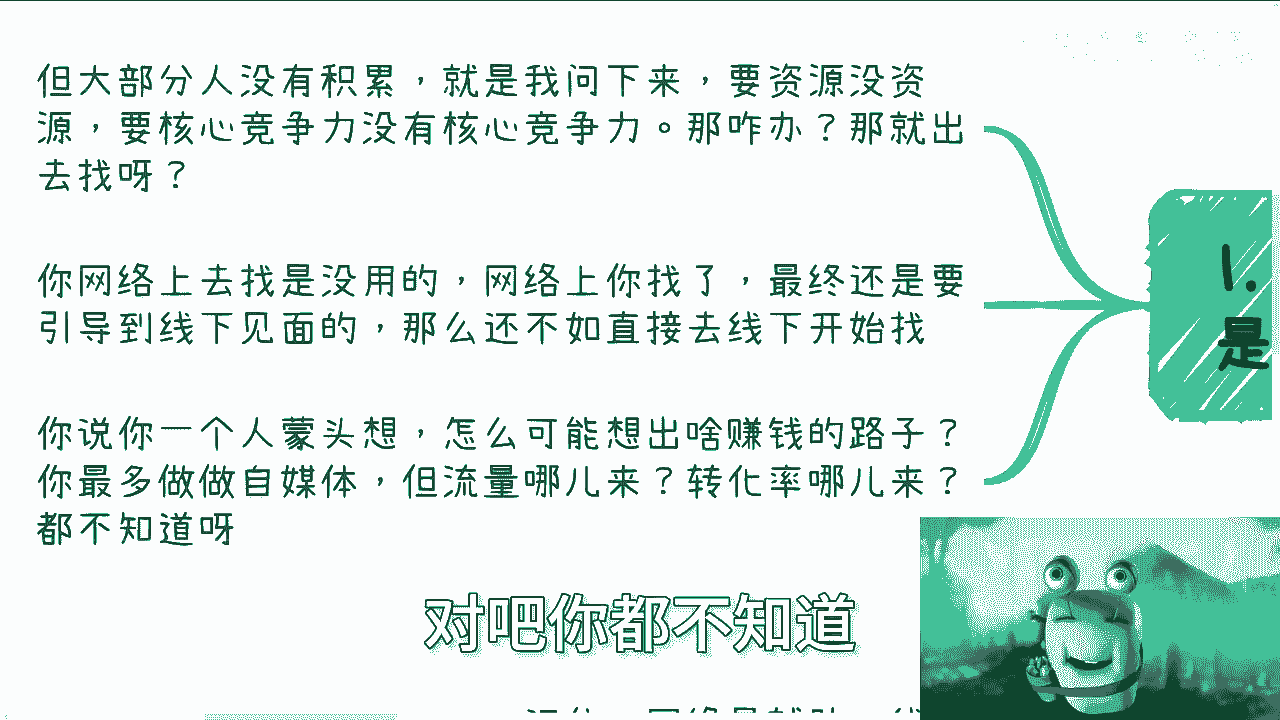 但大部分人没有积累，就是我问下来，要资源没资
源，要核心竞争力没有核心竞争力。那咋办？那就出
去找呀？
你网络上去找是没用的，网络上你找了，最终还是要
引导到线下见面的，那么还不如直接去线下开始找
你说你一个人蒙头想，怎么可能想出啥赚钱的路子？
你最多做做自媒体，但流量哪儿来？转化率哪儿来？
都不知道呀
1.
是
对吧你都不知道